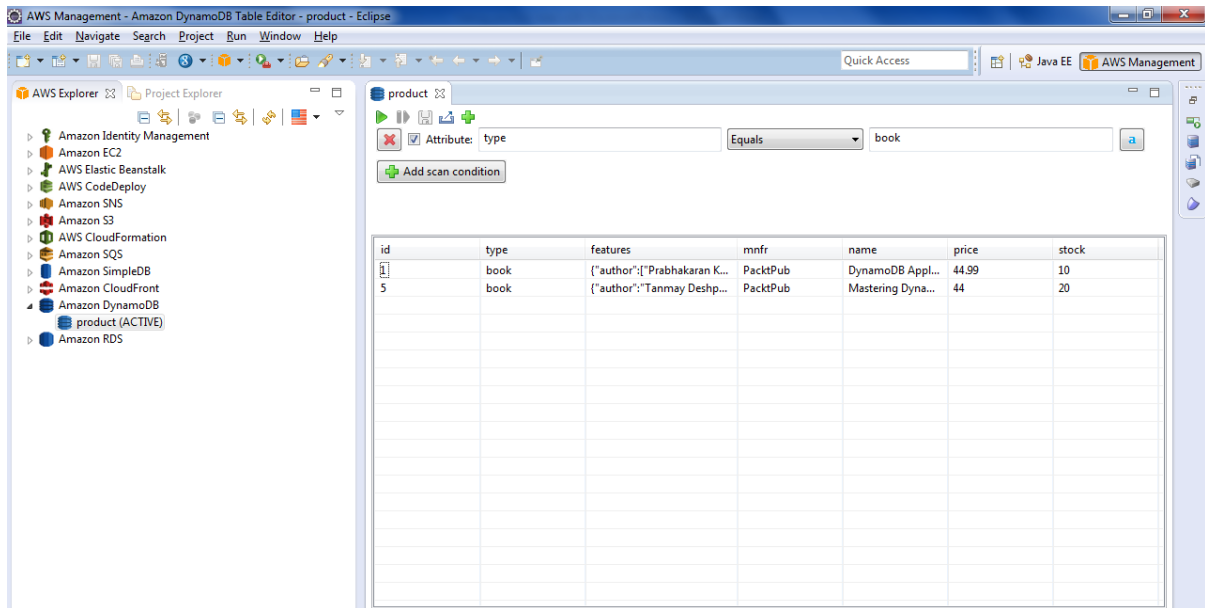 AWS Management - Amazon DynamoDB Table Editor - product - Eclipse
File Edit Navigate Search Project Run Window Help
Quick Access Java EE AWS Management
AWS Explorer Project Explorer
Amazon Identity Management
Amazon EC2
AWS Elastic Beanstalk
AWS CodeDeploy
Amazon SNS
Amazon S3
AWS CloudFormation
Amazon SQS
Amazon SimpleDB
Amazon CloudFront
Amazon DynamoDB
product (ACTIVE)
Amazon RDS
product
Attribute: type Equals book a
Add scan condition
id type features mnfr name price stock
1 book {"author":["Prabhakaran K... PacktPub DynamoDB Appl... 44.99 10
5 book {"author":"Tanmay Deshp... PacktPub Mastering Dyna... 44 20